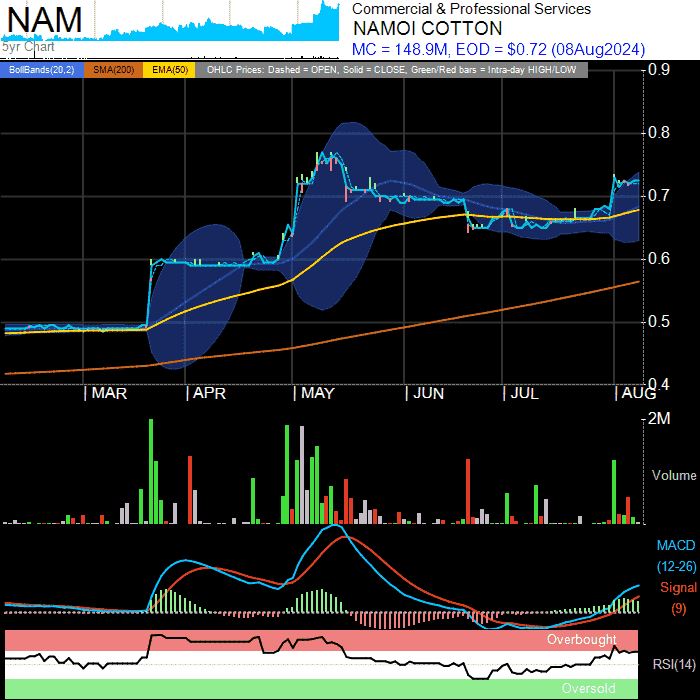 NAM
5yr Chart
Commercial & Professional Services
NAMOI COTTON
MC = 148.9M, EOD = $0.72 (08Aug2024)
BollBands(20,2) SMA(200) EMA(50) OHLC Prices: Dashed = OPEN, Solid = CLOSE, Green/Red bars = Intra-day HIGH/LOW
0.9
0.8
0.7
0.6
0.5
0.4
MAR APR MAY JUN JUL AUG
2M
Volume
MACD
(12-26)
Signal
(9)
Overbought
RSI(14)
Oversold